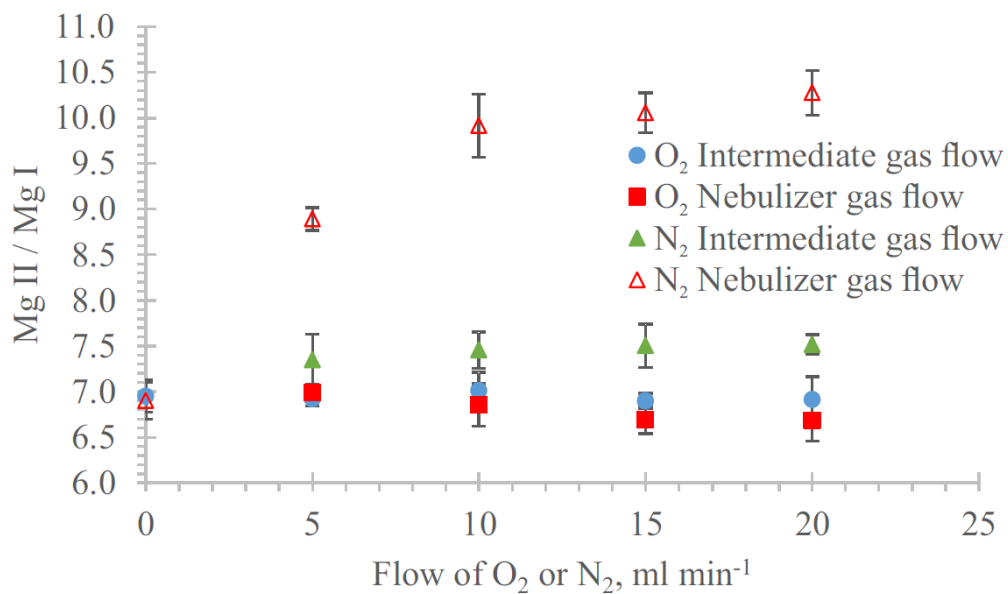 11.0
10.5
10.0
9.5
9.0
8.5
8.0
7.5
7.0
6.5
6.0
Mg II / Mg I
O₂ Intermediate gas flow
O₂ Nebulizer gas flow
N₂ Intermediate gas flow
N₂ Nebulizer gas flow
0 5 10 15 20 25
Flow of O₂ or N₂, ml min⁻¹